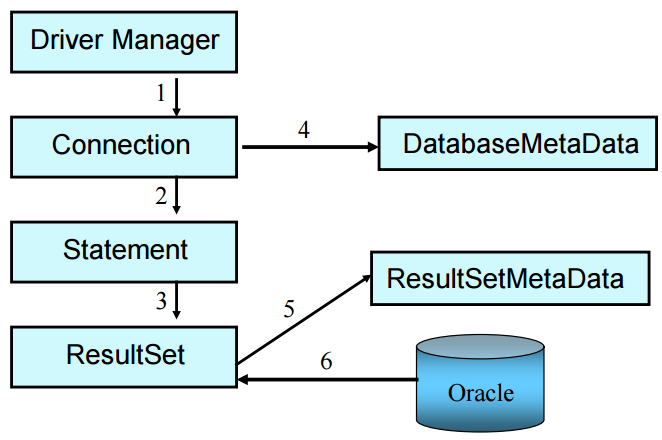 Driver Manager
1
Connection
4
DatabaseMetaData
2
Statement
3
5
ResultSetMetaData
ResultSet
6
Oracle